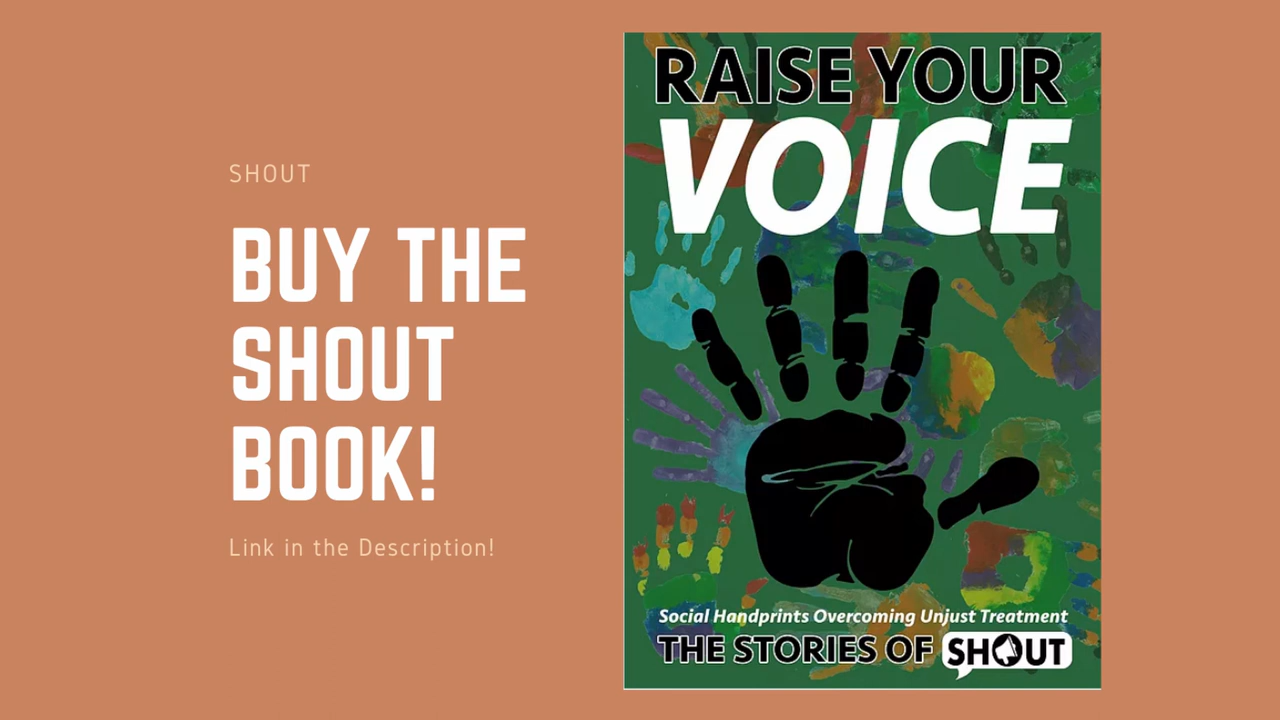 SHOUT
BUY THE
SHOUT
BOOK!
Link in the Description!
RAISE YOUR
VOICE
Social Handprints Overcoming Unjust Treatment
THE STORIES OF SHOUT